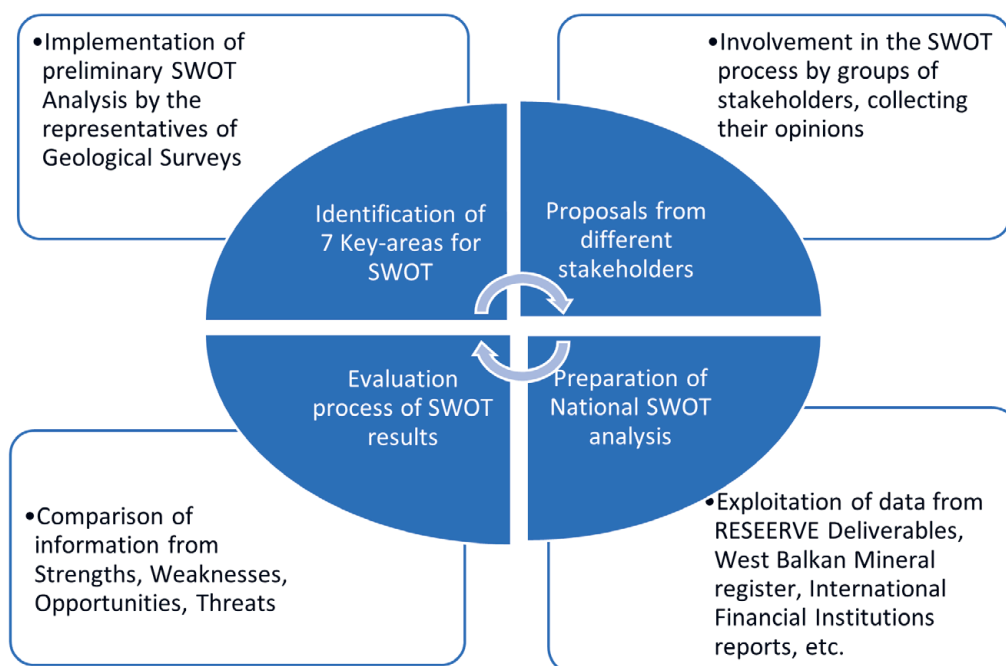 •Implementation of
preliminary SWOT
Analysis by the
representatives of
Geological Surveys
•Involvement in the SWOT
process by groups of
stakeholders, collecting
their opinions
Identification of
7 Key-areas for
SWOT
Proposals from
different
stakeholders
Evaluation
process of SWOT
results
Preparation of
National SWOT
analysis
•Comparison of
information from
Strengths, Weaknesses,
Opportunities, Threats
•Exploitation of data from
RESEERVE Deliverables,
West Balkan Mineral
register, International
Financial Institutions
reports, etc.